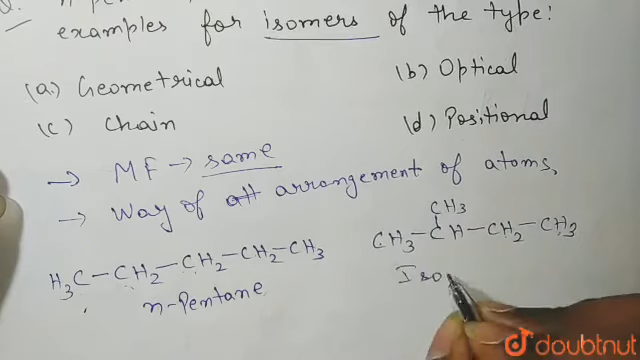 examples for isomers of the type:
(a.) Geometrical
(b) Optical
(c) Chain
(d) Positional
→ MF → same
→ Way of arrangement of atoms,
CH3
CH3-CH-CH2-CH3
H3C-CH2-CH2-CH2-CH3
n-Pentane
Iso
doubtnut